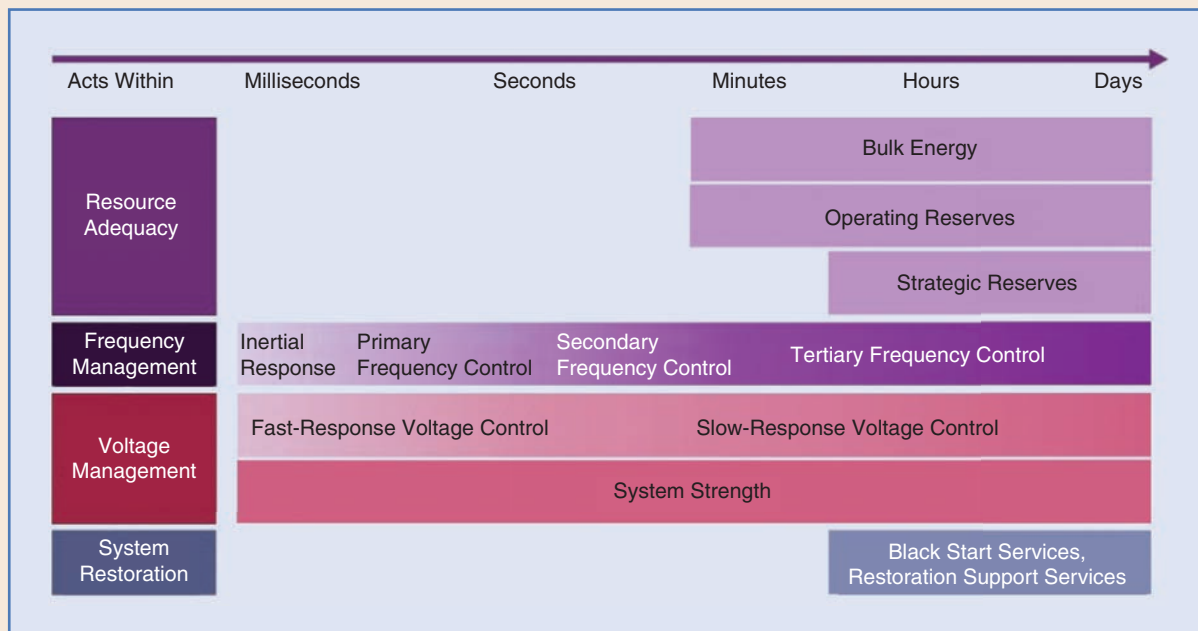 Acts Within Milliseconds Seconds Minutes Hours Days
Resource
Adequacy
Bulk Energy
Operating Reserves
Strategic Reserves
Frequency
Management
Inertial
Response
Primary
Frequency Control
Secondary
Frequency Control
Tertiary Frequency Control
Voltage
Management
Fast-Response Voltage Control
Slow-Response Voltage Control
System Strength
System
Restoration
Black Start Services,
Restoration Support Services